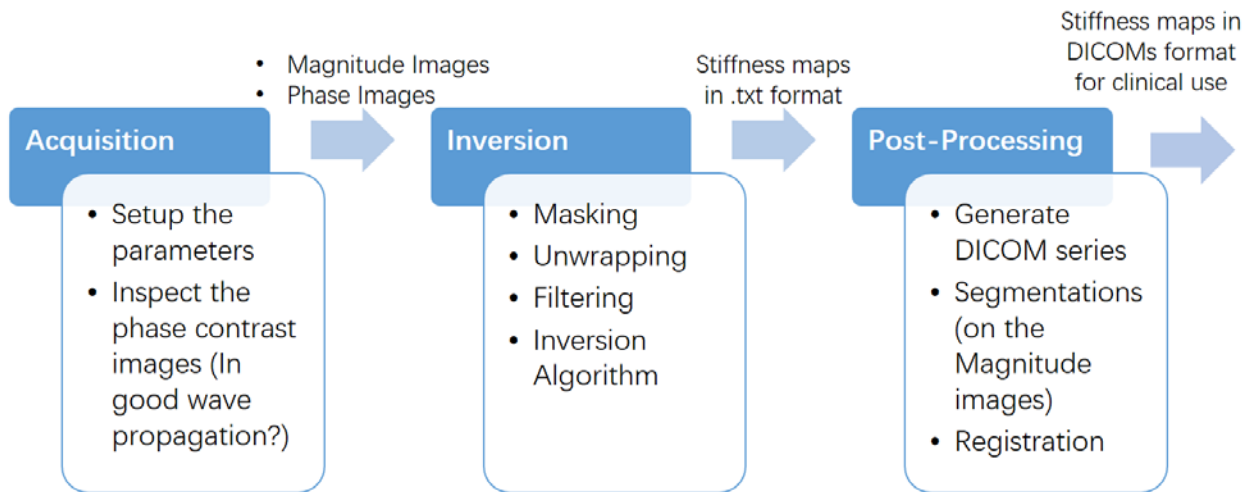 • Magnitude Images
• Phase Images
Stiffness maps
in .txt format
Stiffness maps in
DICOMs format
for clinical use
Acquisition
• Setup the
parameters
• Inspect the
phase contrast
images (In
good wave
propagation?)
Inversion
• Masking
• Unwrapping
• Filtering
• Inversion
Algorithm
Post-Processing
• Generate
DICOM series
• Segmentations
(on the
Magnitude
images)
• Registration